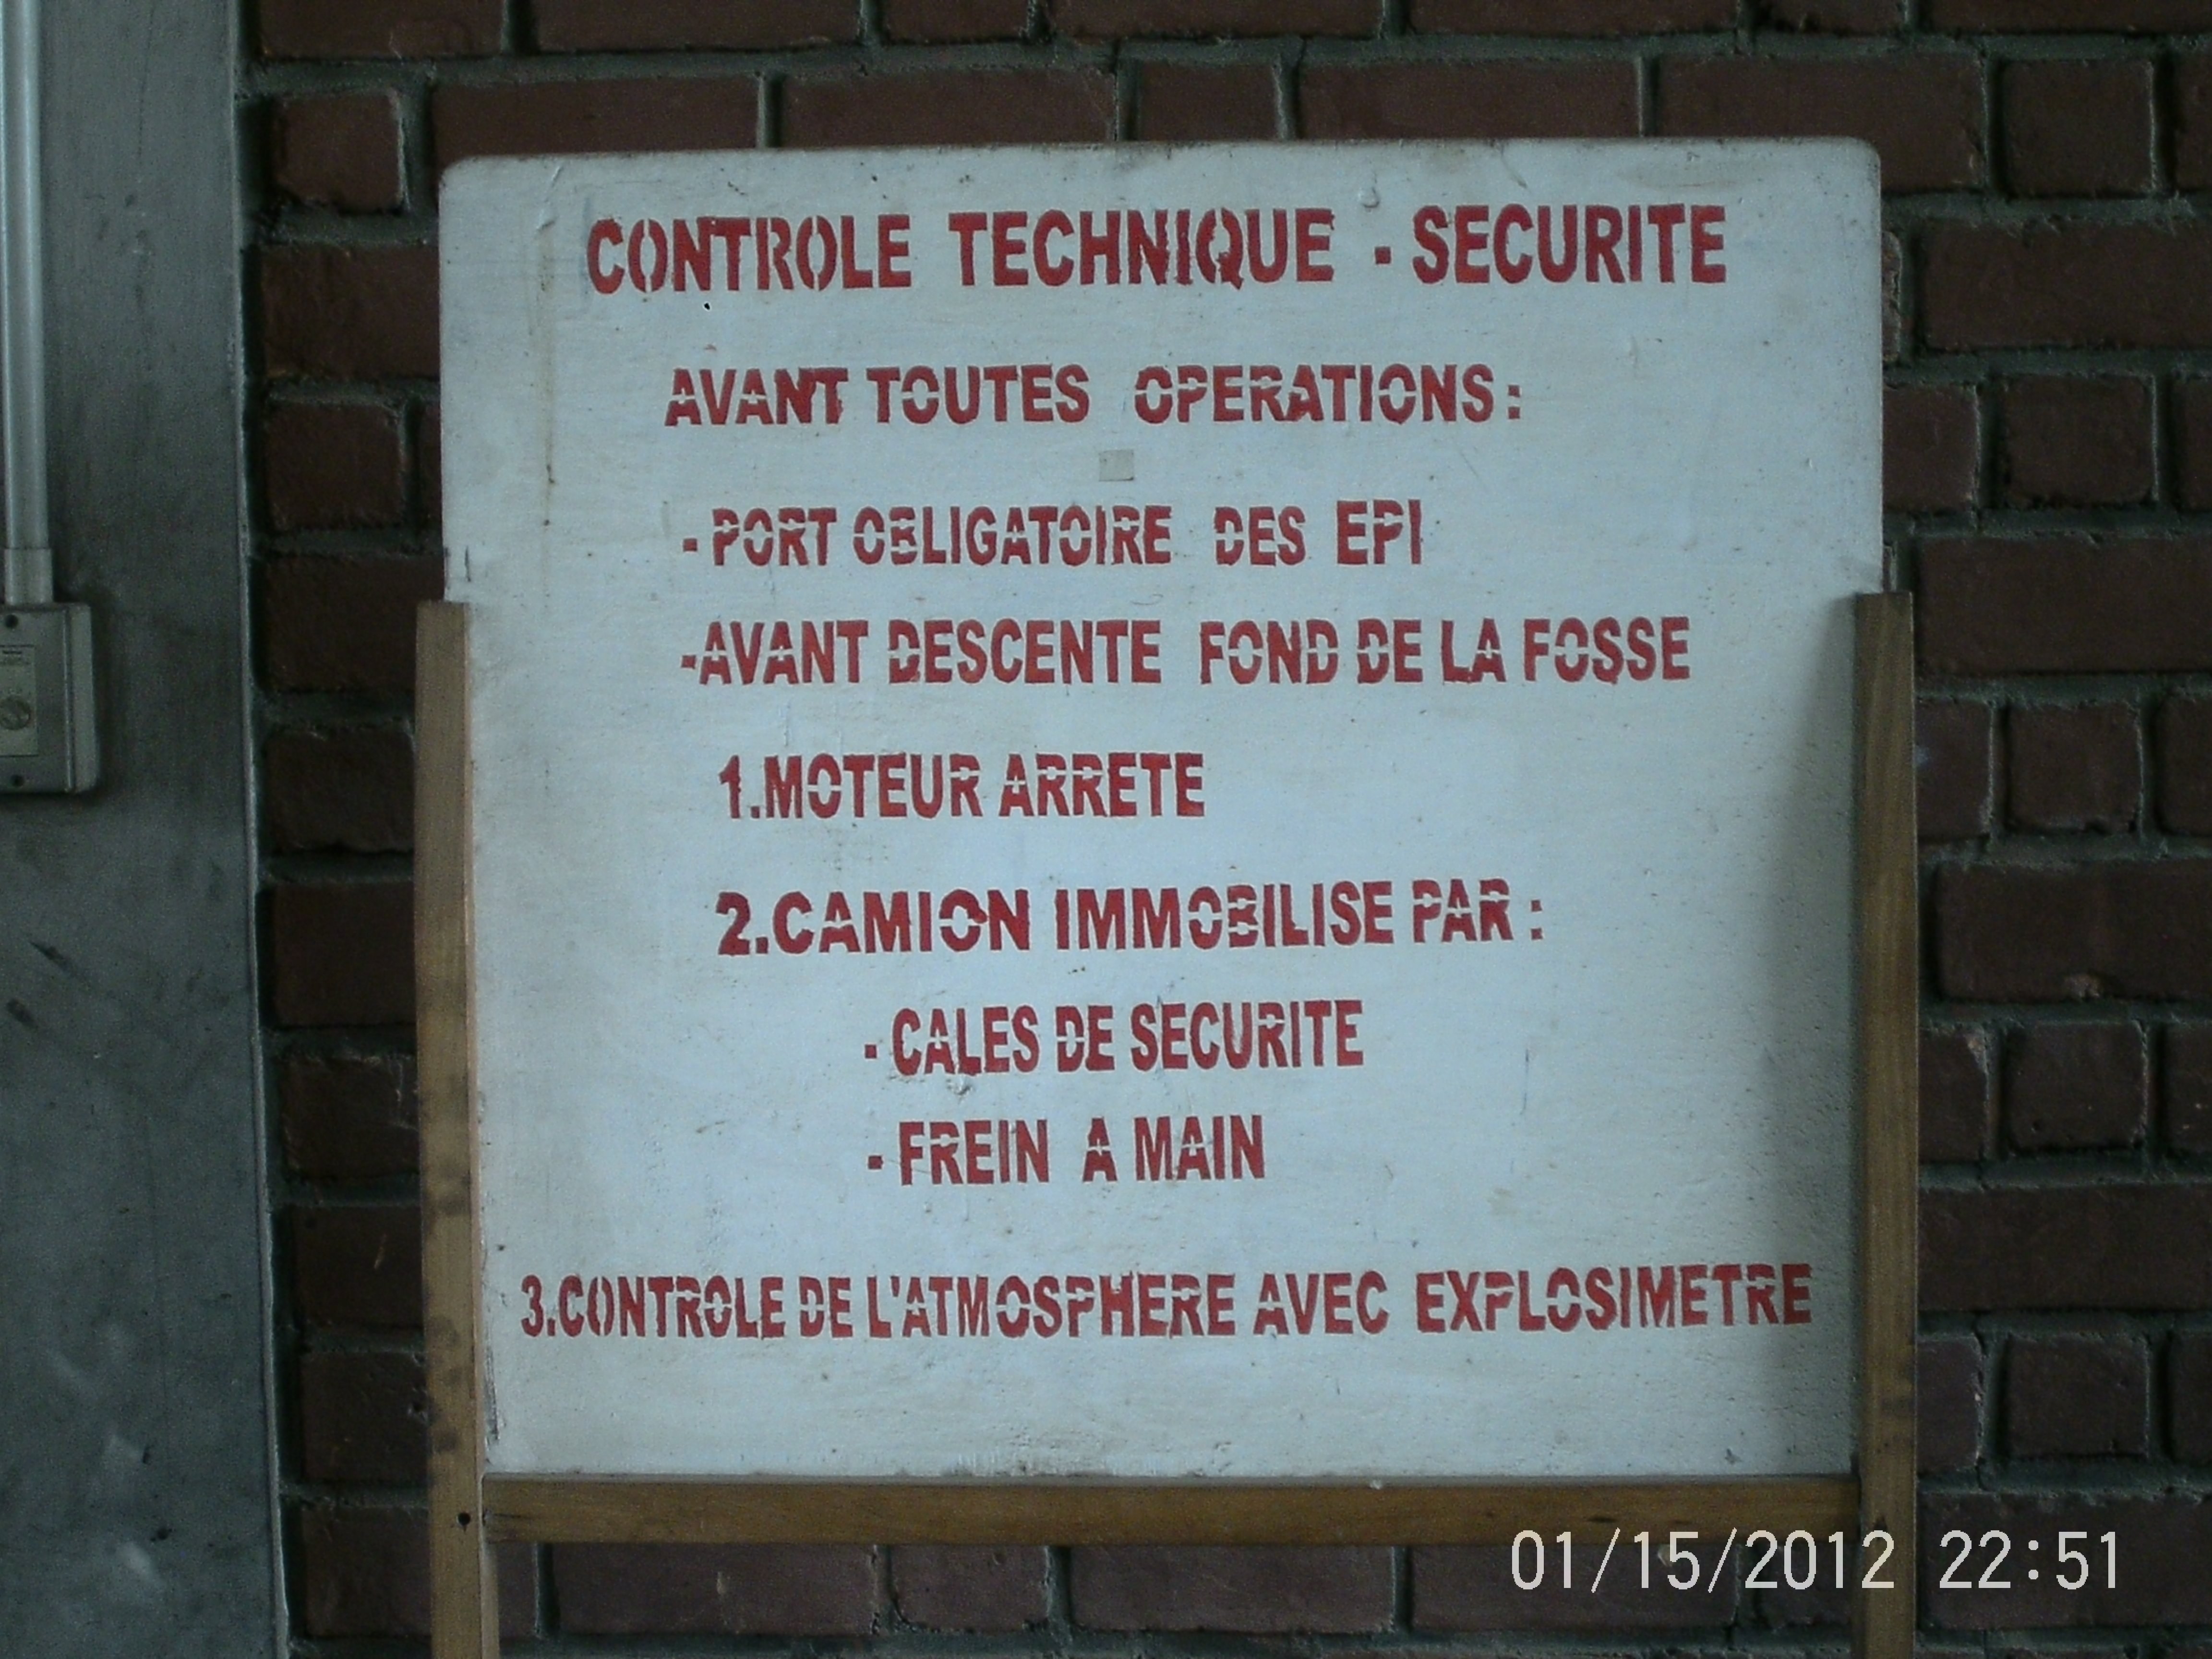 CONTROLE TECHNIQUE - SECURITE
AVANT TOUTES OPERATIONS :
- PORT OBLIGATOIRE DES EPI
-AVANT DESCENTE FOND DE LA FOSSE
1.MOTEUR ARRETE
2.CAMION IMMOBILISE PAR :
- CALES DE SECURITE
- FREIN A MAIN
3.CONTROLE DE L'ATMOSPHERE AVEC EXPLOSIMETRE
01/15/2012 22:51